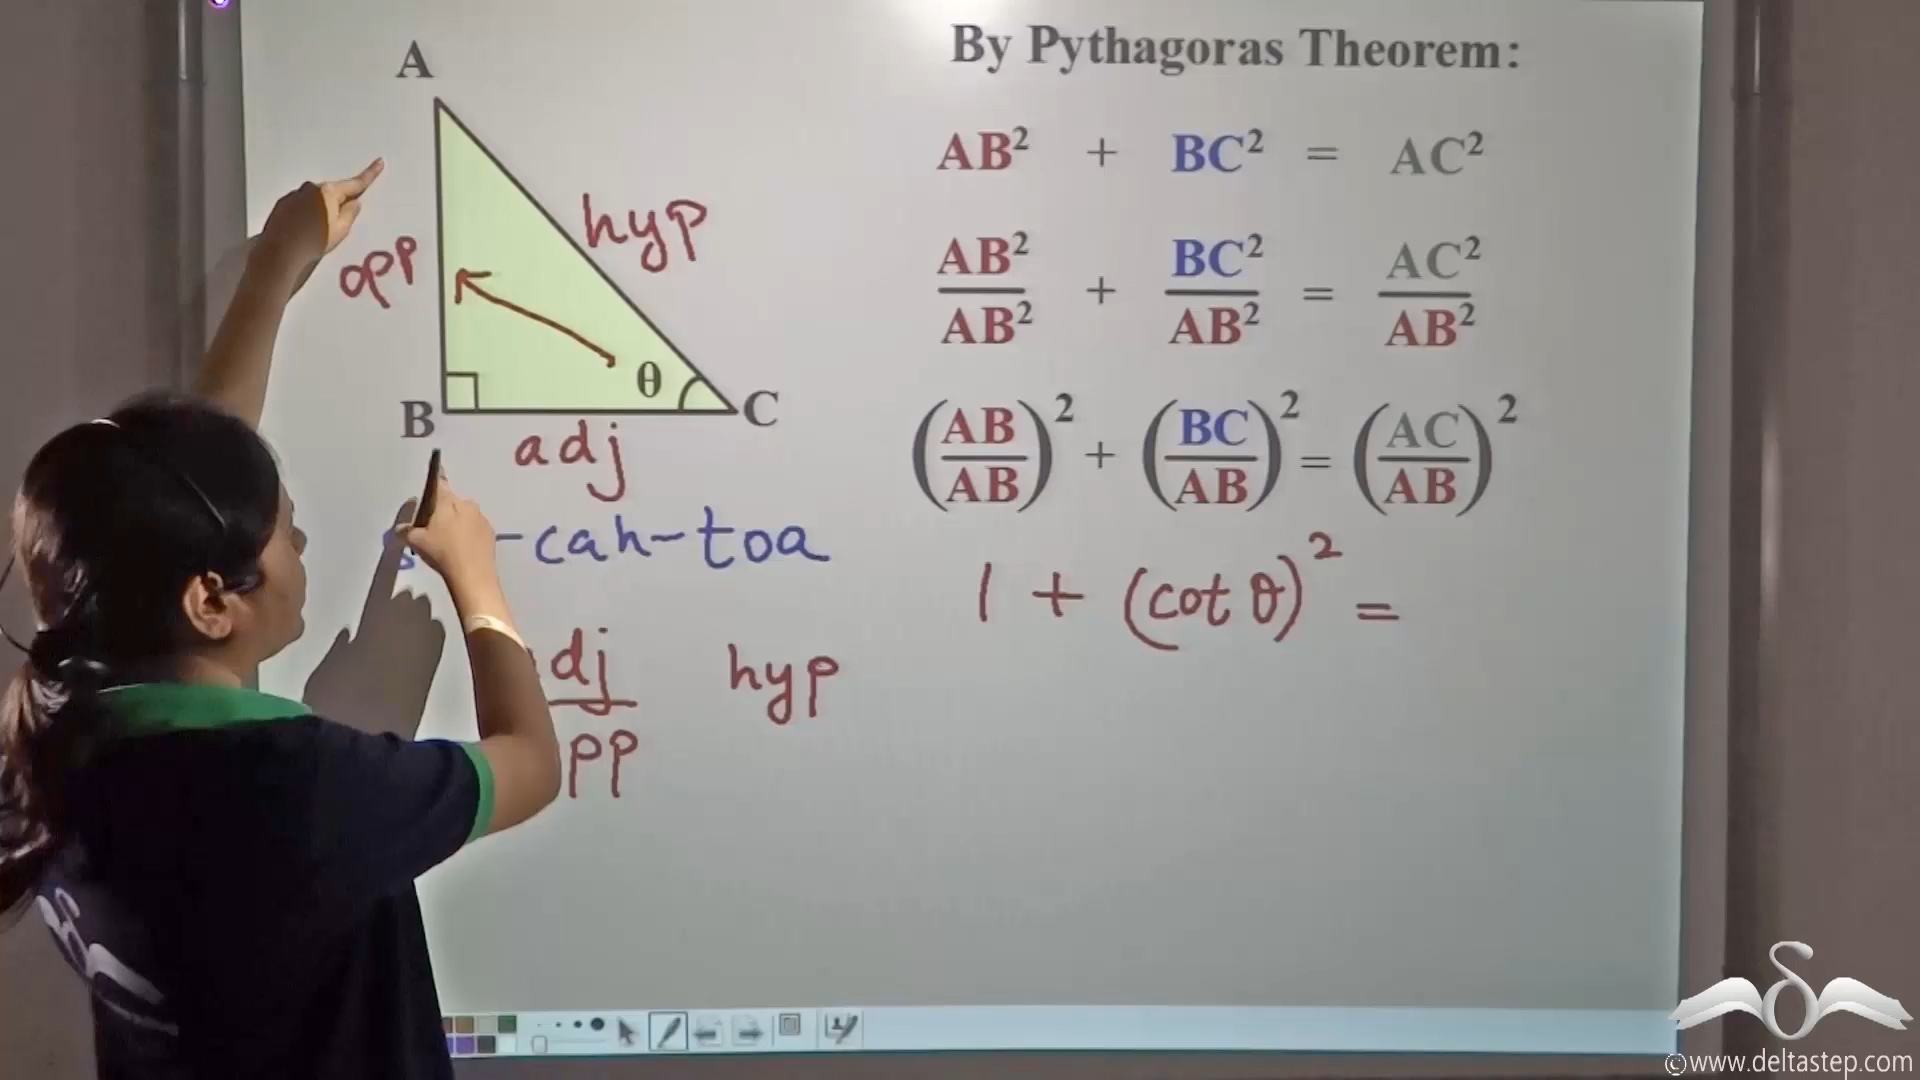 A
opp
hyp
θ
B
C
adj
-cah-toa
dj
pp
hyp
By Pythagoras Theorem:
AB² + BC² = AC²
AB²/AB² + BC²/AB² = AC²/AB²
(AB/AB)² + (BC/AB)² = (AC/AB)²
1 + (cot θ)² =
©www.deltastep.com